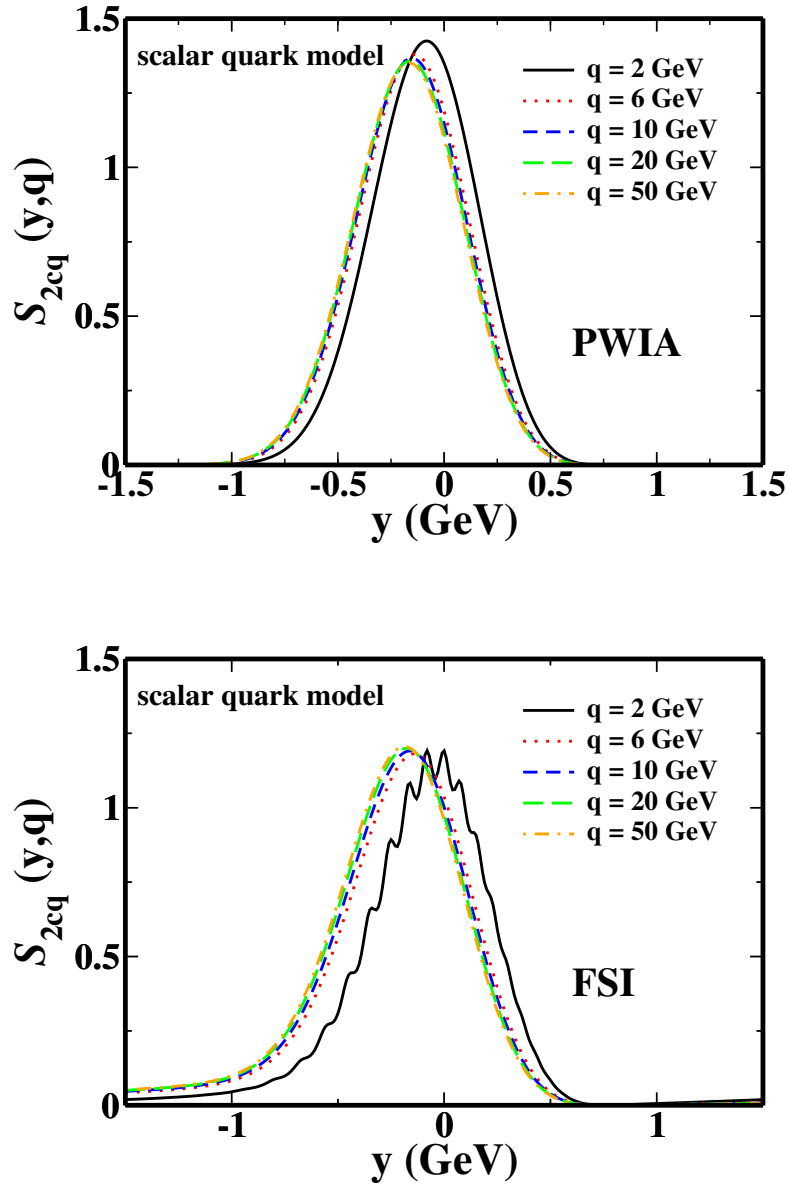 scalar quark model
q = 2 GeV
q = 6 GeV
q = 10 GeV
q = 20 GeV
q = 50 GeV
PWIA
S2cq (y,q)
1.5
1
0.5
0
-1.5 -1 -0.5 0 0.5 1 1.5
y (GeV)
scalar quark model
q = 2 GeV
q = 6 GeV
q = 10 GeV
q = 20 GeV
q = 50 GeV
FSI
S2cq (y,q)
1.5
1
0.5
0
-1 0 1
y (GeV)